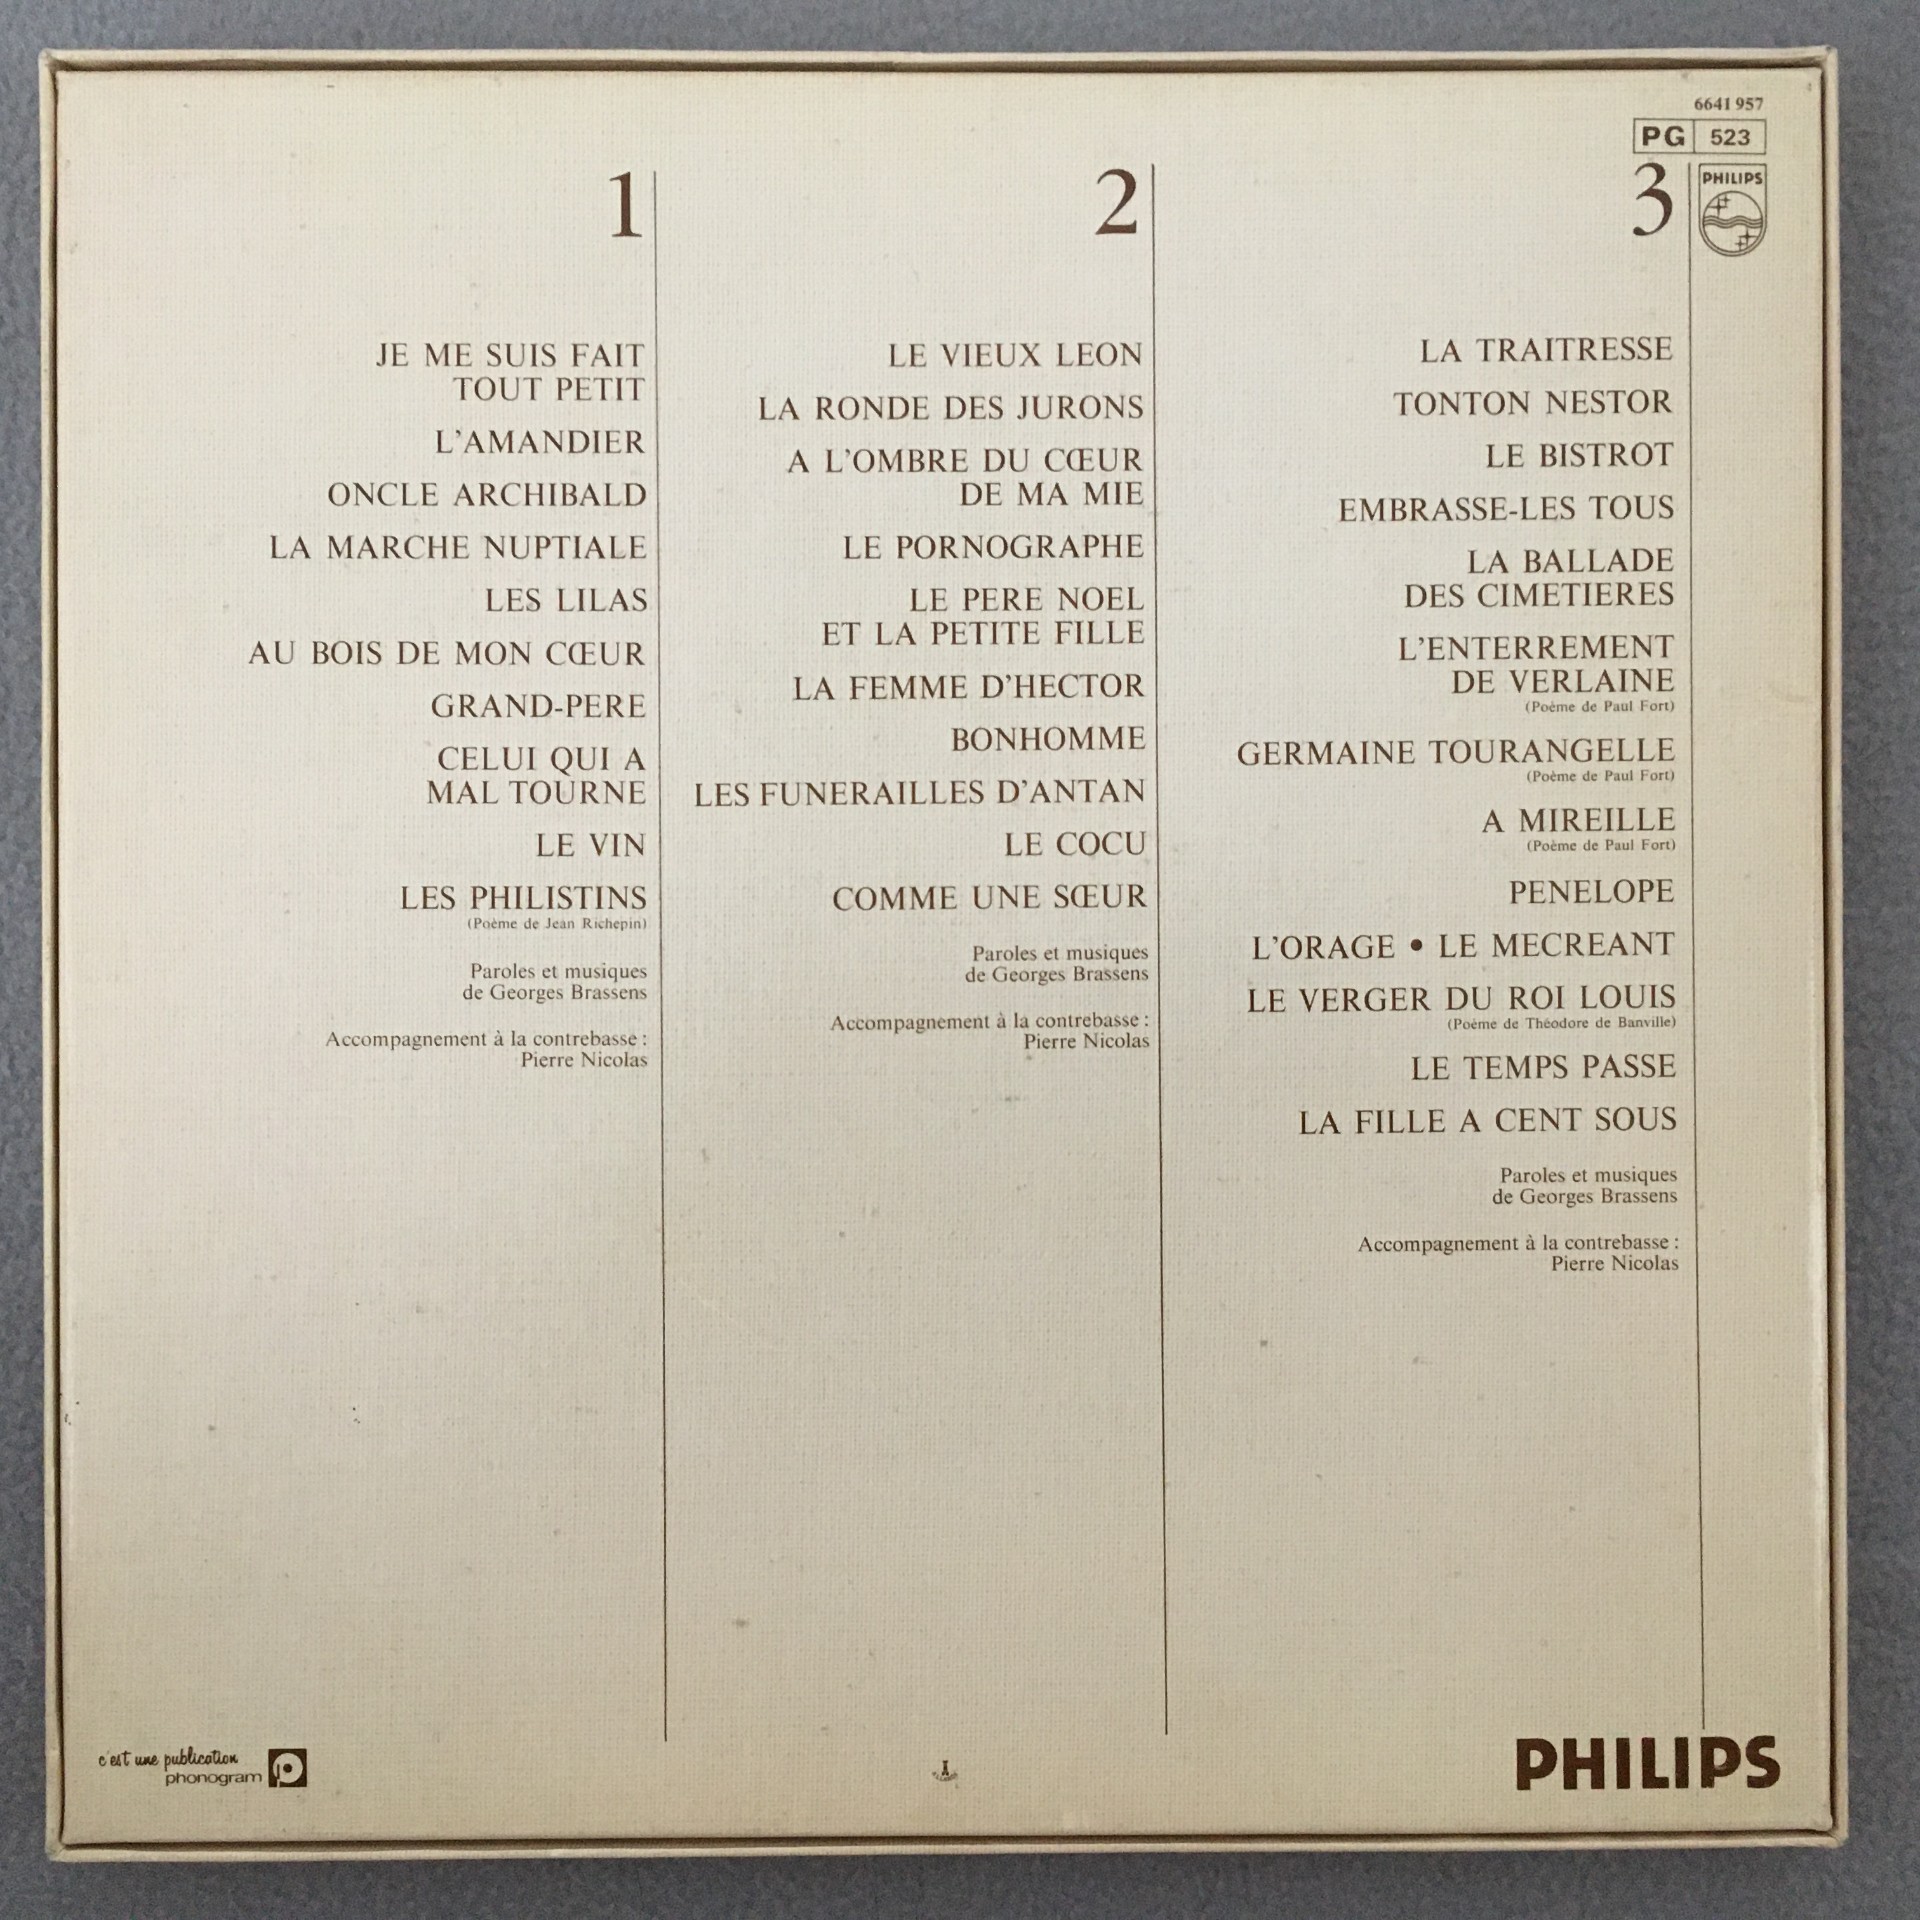 6641 957
PG 523
PHILIPS
1
JE ME SUIS FAIT
TOUT PETIT
L'AMANDIER
ONCLE ARCHIBALD
LA MARCHE NUPTIALE
LES LILAS
AU BOIS DE MON CŒUR
GRAND-PERE
CELUI QUI A
MAL TOURNE
LE VIN
LES PHILISTINS
(Poème de Jean Richepin)
Paroles et musiques
de Georges Brassens
Accompagnement à la contrebasse :
Pierre Nicolas
2
LE VIEUX LEON
LA RONDE DES JURONS
A L'OMBRE DU CŒUR
DE MA MIE
LE PORNOGRAPHE
LE PERE NOEL
ET LA PETITE FILLE
LA FEMME D'HECTOR
BONHOMME
LES FUNERAILLES D'ANTAN
LE COCU
COMME UNE SŒUR
Paroles et musiques
de Georges Brassens
Accompagnement à la contrebasse :
Pierre Nicolas
3
LA TRAITRESSE
TONTON NESTOR
LE BISTROT
EMBRASSE-LES TOUS
LA BALLADE
DES CIMETIERES
L'ENTERREMENT
DE VERLAINE
(Poème de Paul Fort)
GERMAINE TOURANGELLE
(Poème de Paul Fort)
A MIREILLE
(Poème de Paul Fort)
PENELOPE
L'ORAGE • LE MECREANT
LE VERGER DU ROI LOUIS
(Poème de Théodore de Banville)
LE TEMPS PASSE
LA FILLE A CENT SOUS
Paroles et musiques
de Georges Brassens
Accompagnement à la contrebasse :
Pierre Nicolas
c'est une publication
phonogram
PHILIPS